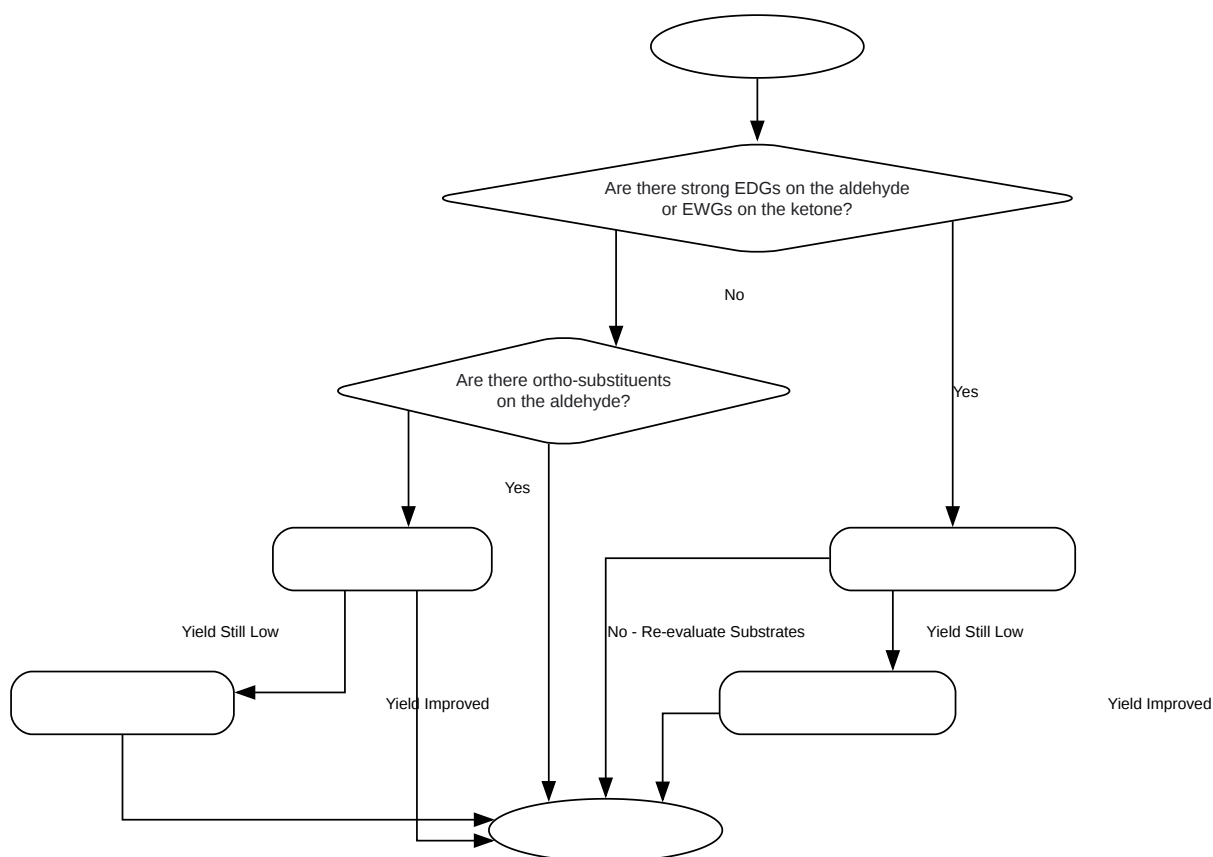 Are there strong EDGs on the aldehyde
or EWGs on the ketone?
No
Are there ortho-substituents
on the aldehyde?
Yes
Yes
Yield Still Low
No - Re-evaluate Substrates
Yield Still Low
Yield Improved
Yield Improved